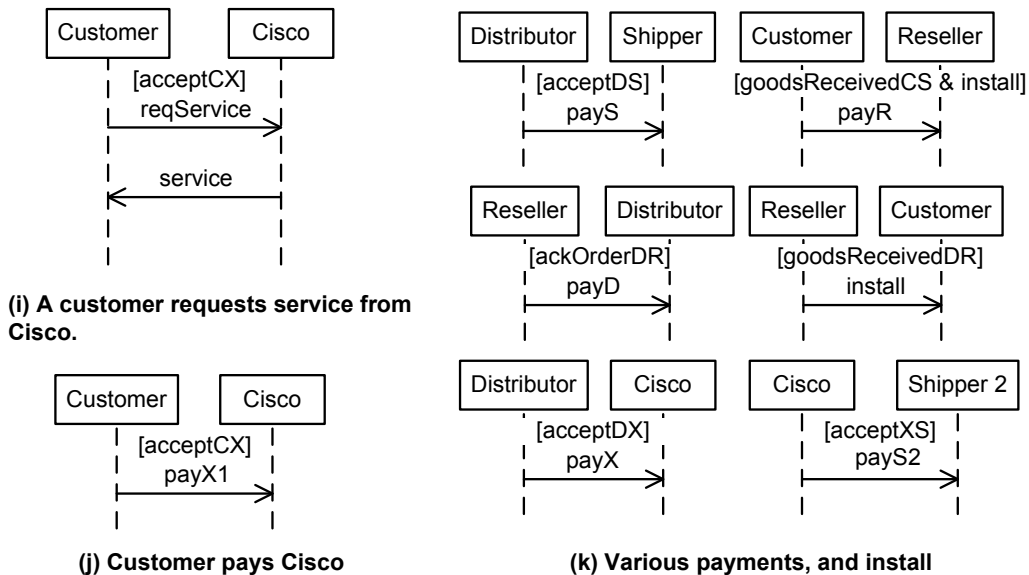 Customer
Cisco
[acceptCX]
reqService
service
(i) A customer requests service from
Cisco.
Customer
Cisco
[acceptCX]
payX1
(j) Customer pays Cisco
Distributor
Shipper
[acceptDS]
payS
Customer
Reseller
[goodsReceivedCS & install]
payR
Reseller
Distributor
[ackOrderDR]
payD
Reseller
Customer
[goodsReceivedDR]
install
Distributor
Cisco
[acceptDX]
payX
Cisco
Shipper 2
[acceptXS]
payS2
(k) Various payments, and install